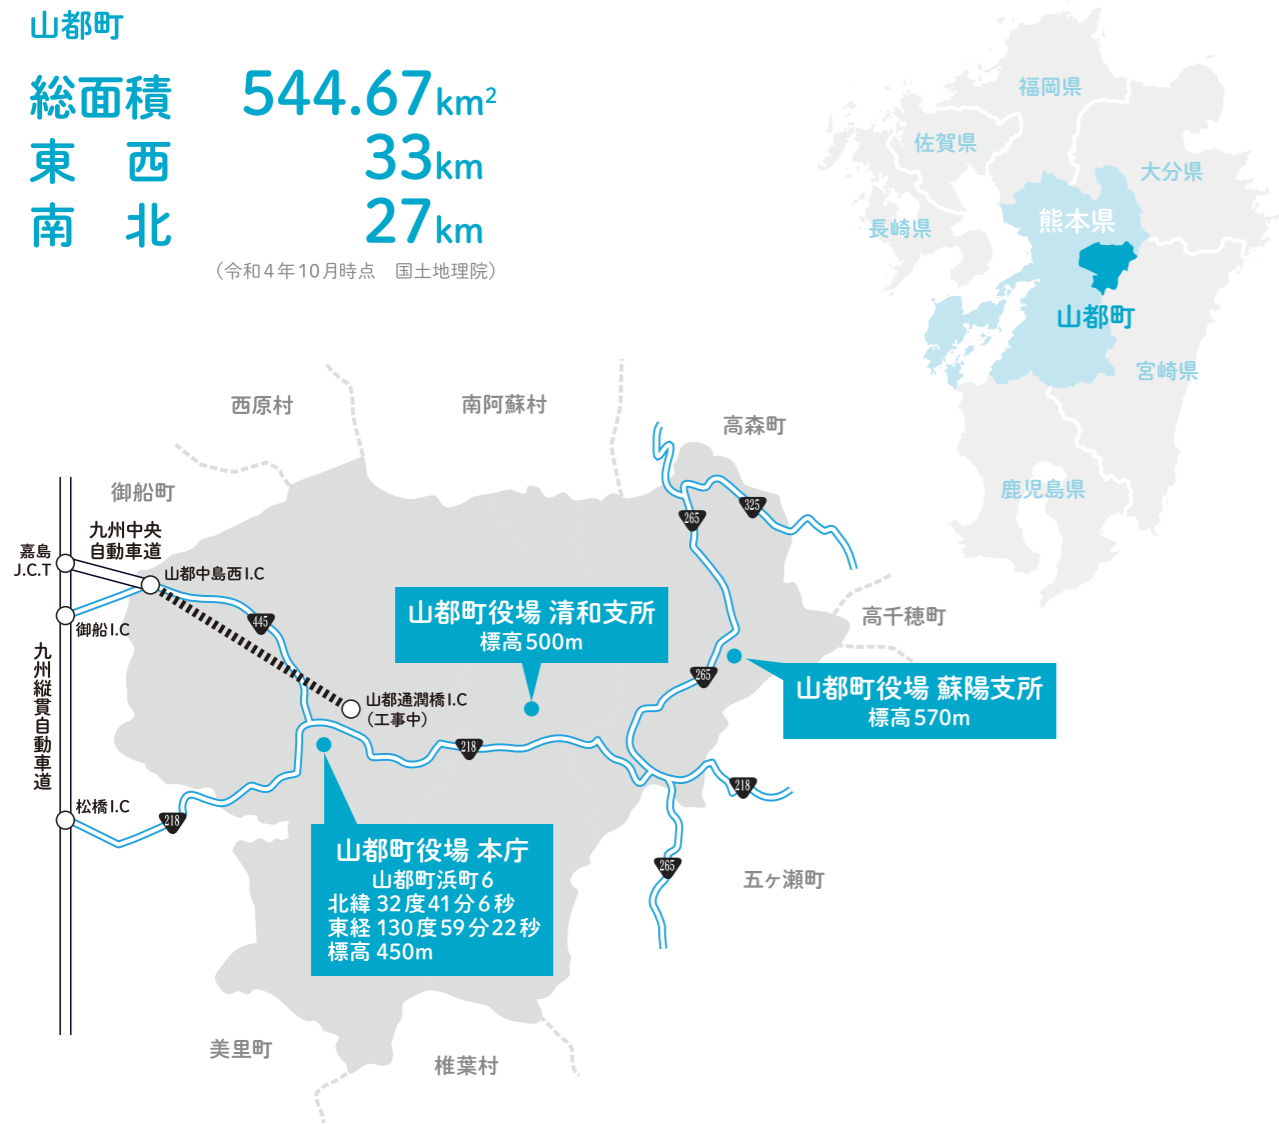 山都町
総面積 544.67km²
東西 33km
南北 27km
（令和4年10月時点 国土地理院）
福岡県
佐賀県
大分県
長崎県
熊本県
山都町
宮崎県
鹿児島県
西原村
南阿蘇村
高森町
御船町
九州中央
自動車道
嘉島
J.C.T
山都中島西I.C
御船I.C
九州縦貫自動車道
松橋I.C
山都通潤橋I.C
（工事中）
445
218
218
218
265
265
265
325
山都町役場 清和支所
標高500m
高千穂町
山都町役場 蘇陽支所
標高570m
山都町役場 本庁
山都町浜町6
北緯32度41分6秒
東経130度59分22秒
標高450m
五ヶ瀬町
美里町
椎葉村